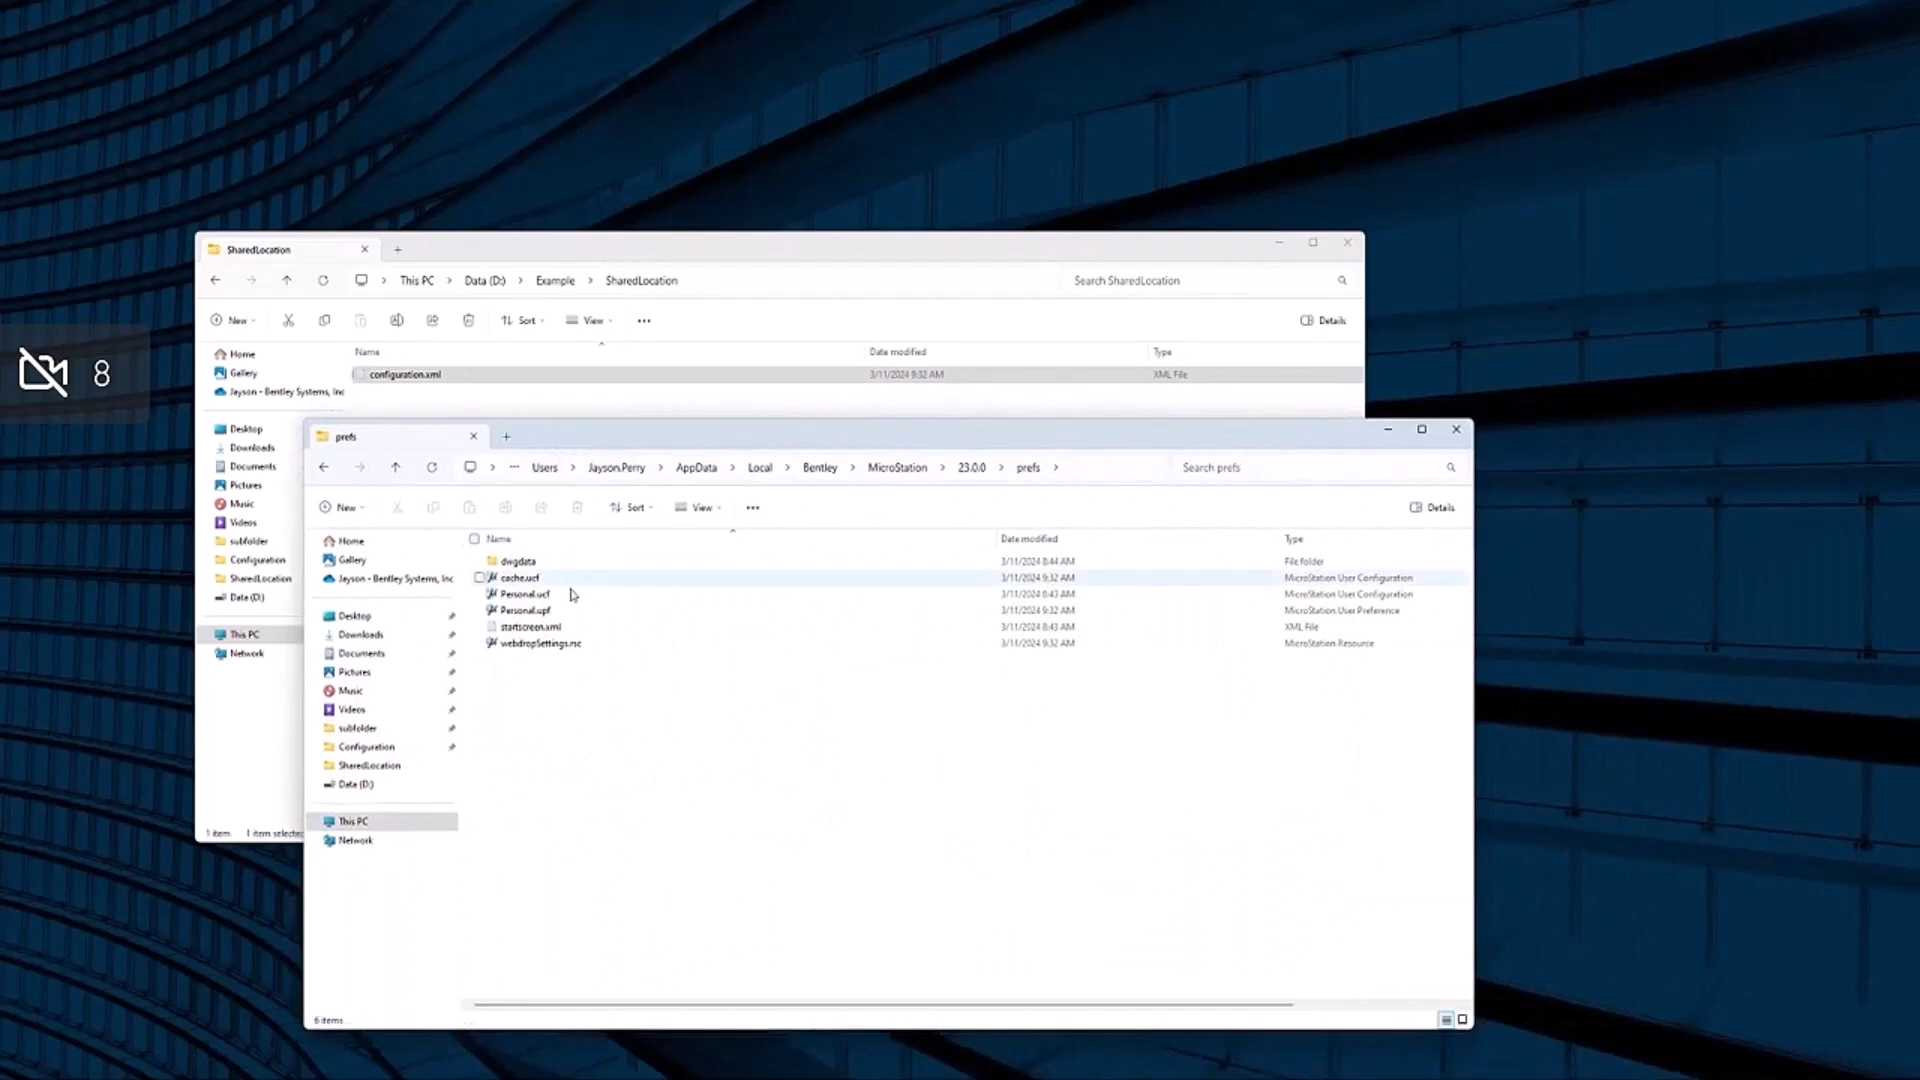 SharedLocation
This PC > Data (D:) > Example > SharedLocation
Search SharedLocation
New
Sort
View
Details
8
Home
Gallery
Jayson - Bentley Systems, Inc
Name
Date modified
Type
configuration.xml
3/11/2024 9:32 AM
XML File
Desktop
Downloads
Documents
Pictures
Music
Videos
subfolder
Configuration
SharedLocation
Data (D:)
This PC
Network
1 item
1 item selected
prefs
Users > Jayson.Perry > AppData > Local > Bentley > MicroStation > 23.0.0 > prefs >
Search prefs
New
Sort
View
Details
Home
Gallery
Jayson - Bentley Systems, Inc
Desktop
Downloads
Documents
Pictures
Music
Videos
subfolder
Configuration
SharedLocation
Data (D:)
This PC
Network
Name Date modified Type
dwgdata 3/11/2024 8:44 AM File folder
cache.ucf 3/11/2024 9:32 AM MicroStation User Configuration
Personal.ucf 3/11/2024 8:43 AM MicroStation User Configuration
Personal.upf 3/11/2024 9:32 AM MicroStation User Preference
startscreen.xml 3/11/2024 8:43 AM XML File
webdropSettings.rsc 3/11/2024 9:32 AM MicroStation Resource
6 items